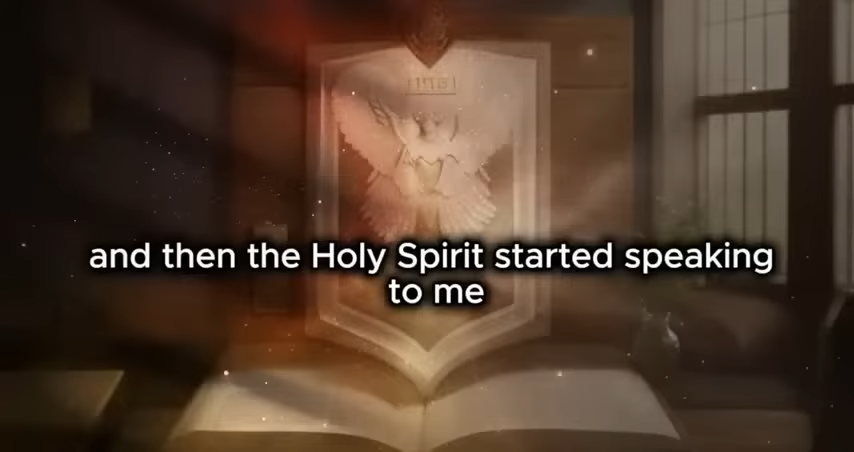 and then the Holy Spirit started speaking
to me